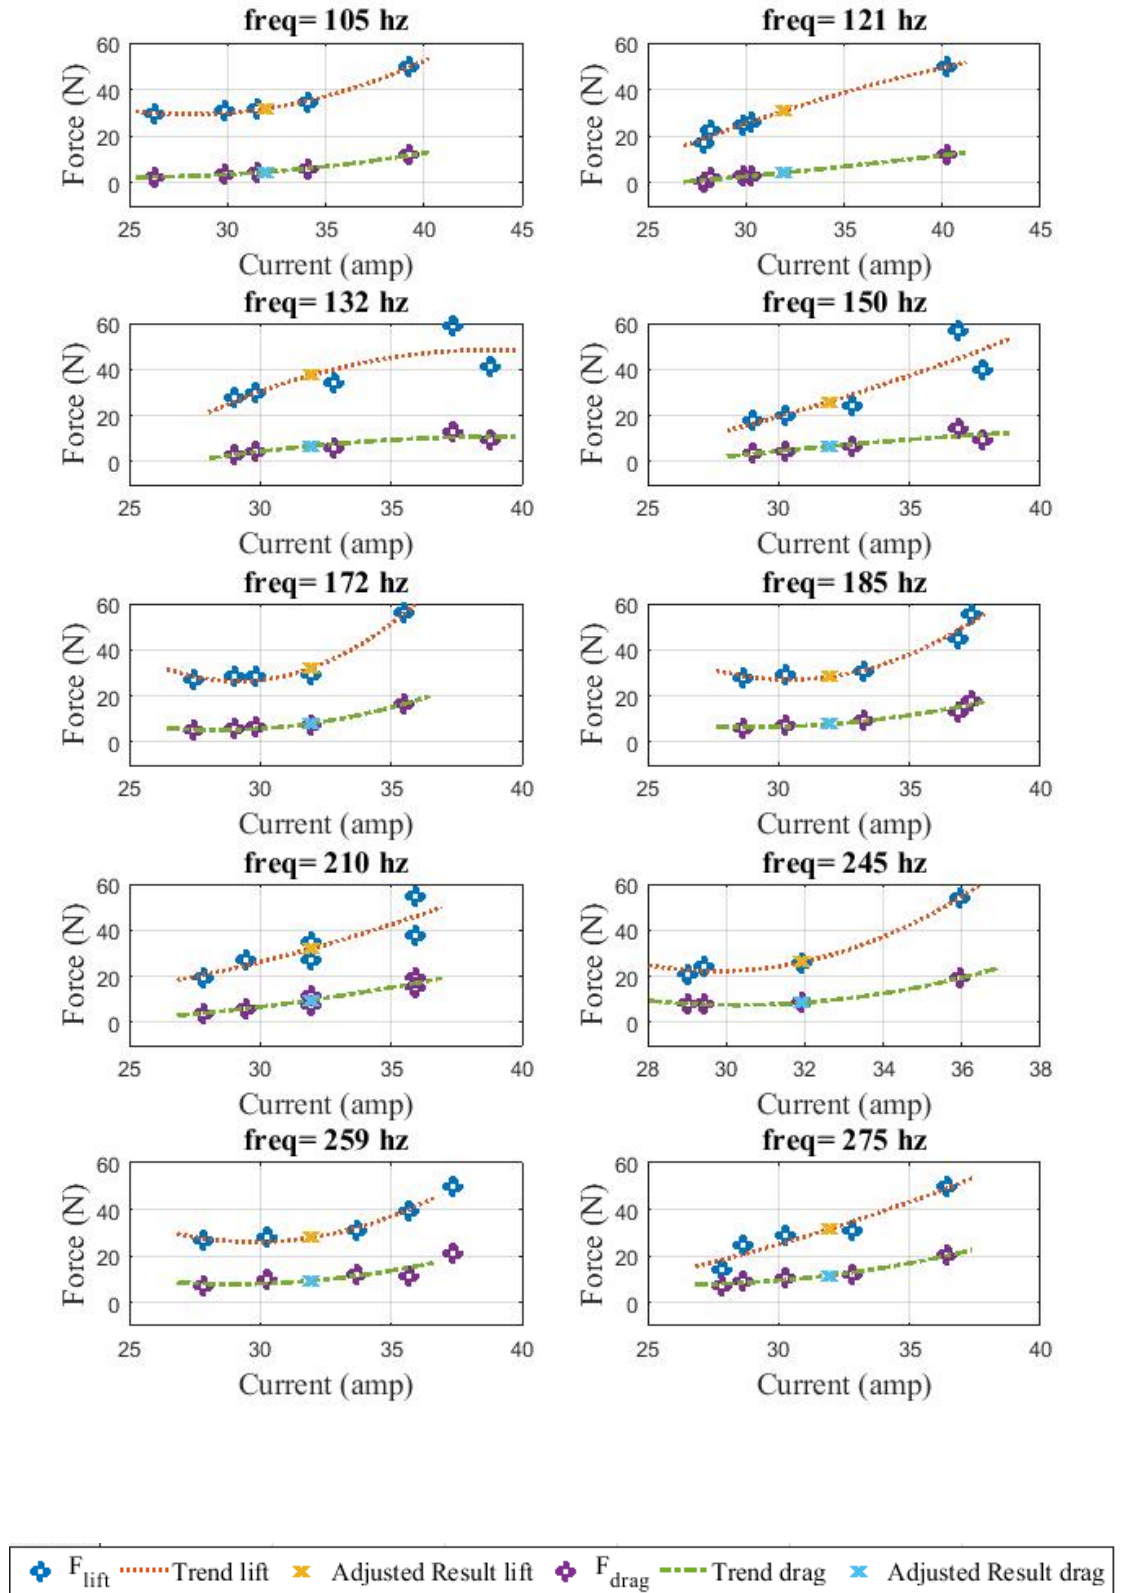 freq= 105 hz
60
40
20
0
Force (N)
25 30 35 40 45
Current (amp)
freq= 121 hz
60
40
20
0
Force (N)
25 30 35 40 45
Current (amp)
freq= 132 hz
60
40
20
0
Force (N)
25 30 35 40
Current (amp)
freq= 150 hz
60
40
20
0
Force (N)
25 30 35 40
Current (amp)
freq= 172 hz
60
40
20
0
Force (N)
25 30 35 40
Current (amp)
freq= 185 hz
60
40
20
0
Force (N)
25 30 35 40
Current (amp)
freq= 210 hz
60
40
20
0
Force (N)
25 30 35 40
Current (amp)
freq= 245 hz
60
40
20
0
Force (N)
28 30 32 34 36 38
Current (amp)
freq= 259 hz
60
40
20
0
Force (N)
25 30 35 40
Current (amp)
freq= 275 hz
60
40
20
0
Force (N)
25 30 35 40
Current (amp)
F lift Trend lift Adjusted Result lift F drag Trend drag Adjusted Result drag